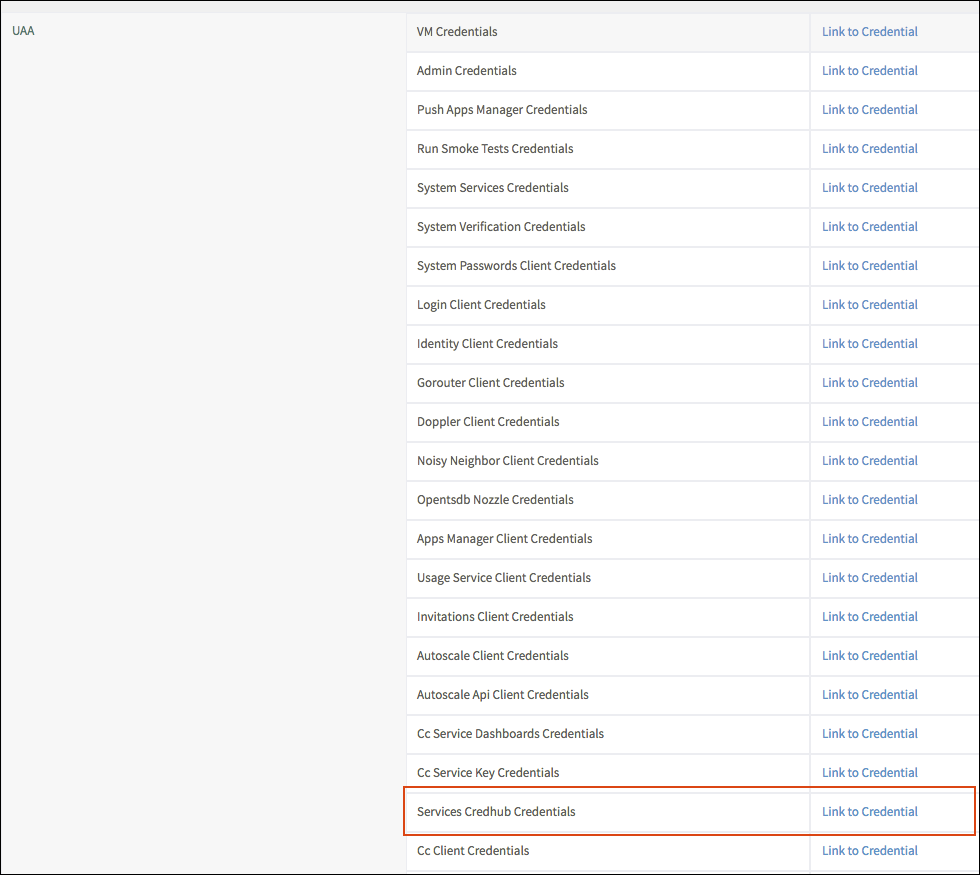 UAA
VM Credentials Link to Credential
Admin Credentials Link to Credential
Push Apps Manager Credentials Link to Credential
Run Smoke Tests Credentials Link to Credential
System Services Credentials Link to Credential
System Verification Credentials Link to Credential
System Passwords Client Credentials Link to Credential
Login Client Credentials Link to Credential
Identity Client Credentials Link to Credential
Gorouter Client Credentials Link to Credential
Doppler Client Credentials Link to Credential
Noisy Neighbor Client Credentials Link to Credential
Opentsdb Nozzle Credentials Link to Credential
Apps Manager Client Credentials Link to Credential
Usage Service Client Credentials Link to Credential
Invitations Client Credentials Link to Credential
Autoscale Client Credentials Link to Credential
Autoscale Api Client Credentials Link to Credential
Cc Service Dashboards Credentials Link to Credential
Cc Service Key Credentials Link to Credential
Services Credhub Credentials Link to Credential
Cc Client Credentials Link to Credential